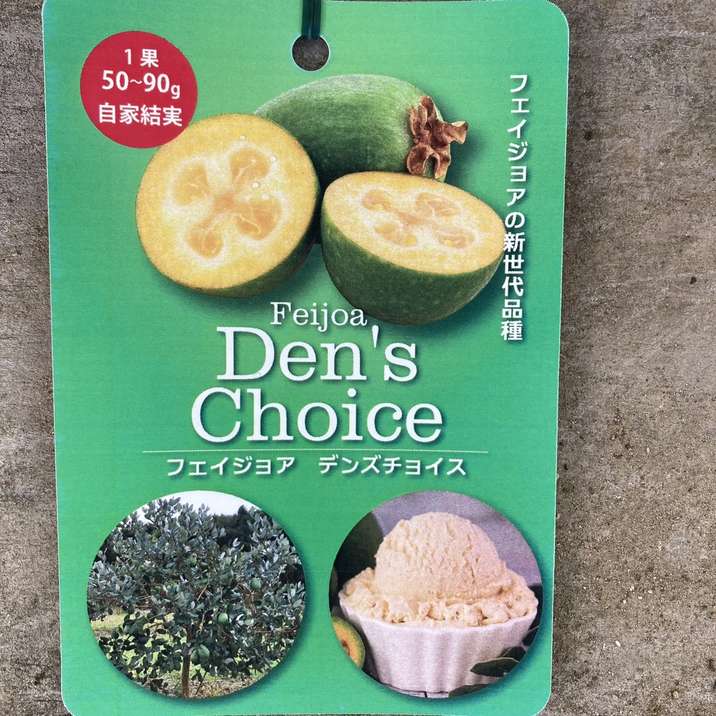 1果
50~90g
自家結実
フェイジョアの新世代品種
Feijoa
Den's
Choice
フェイジョア デンズチョイス